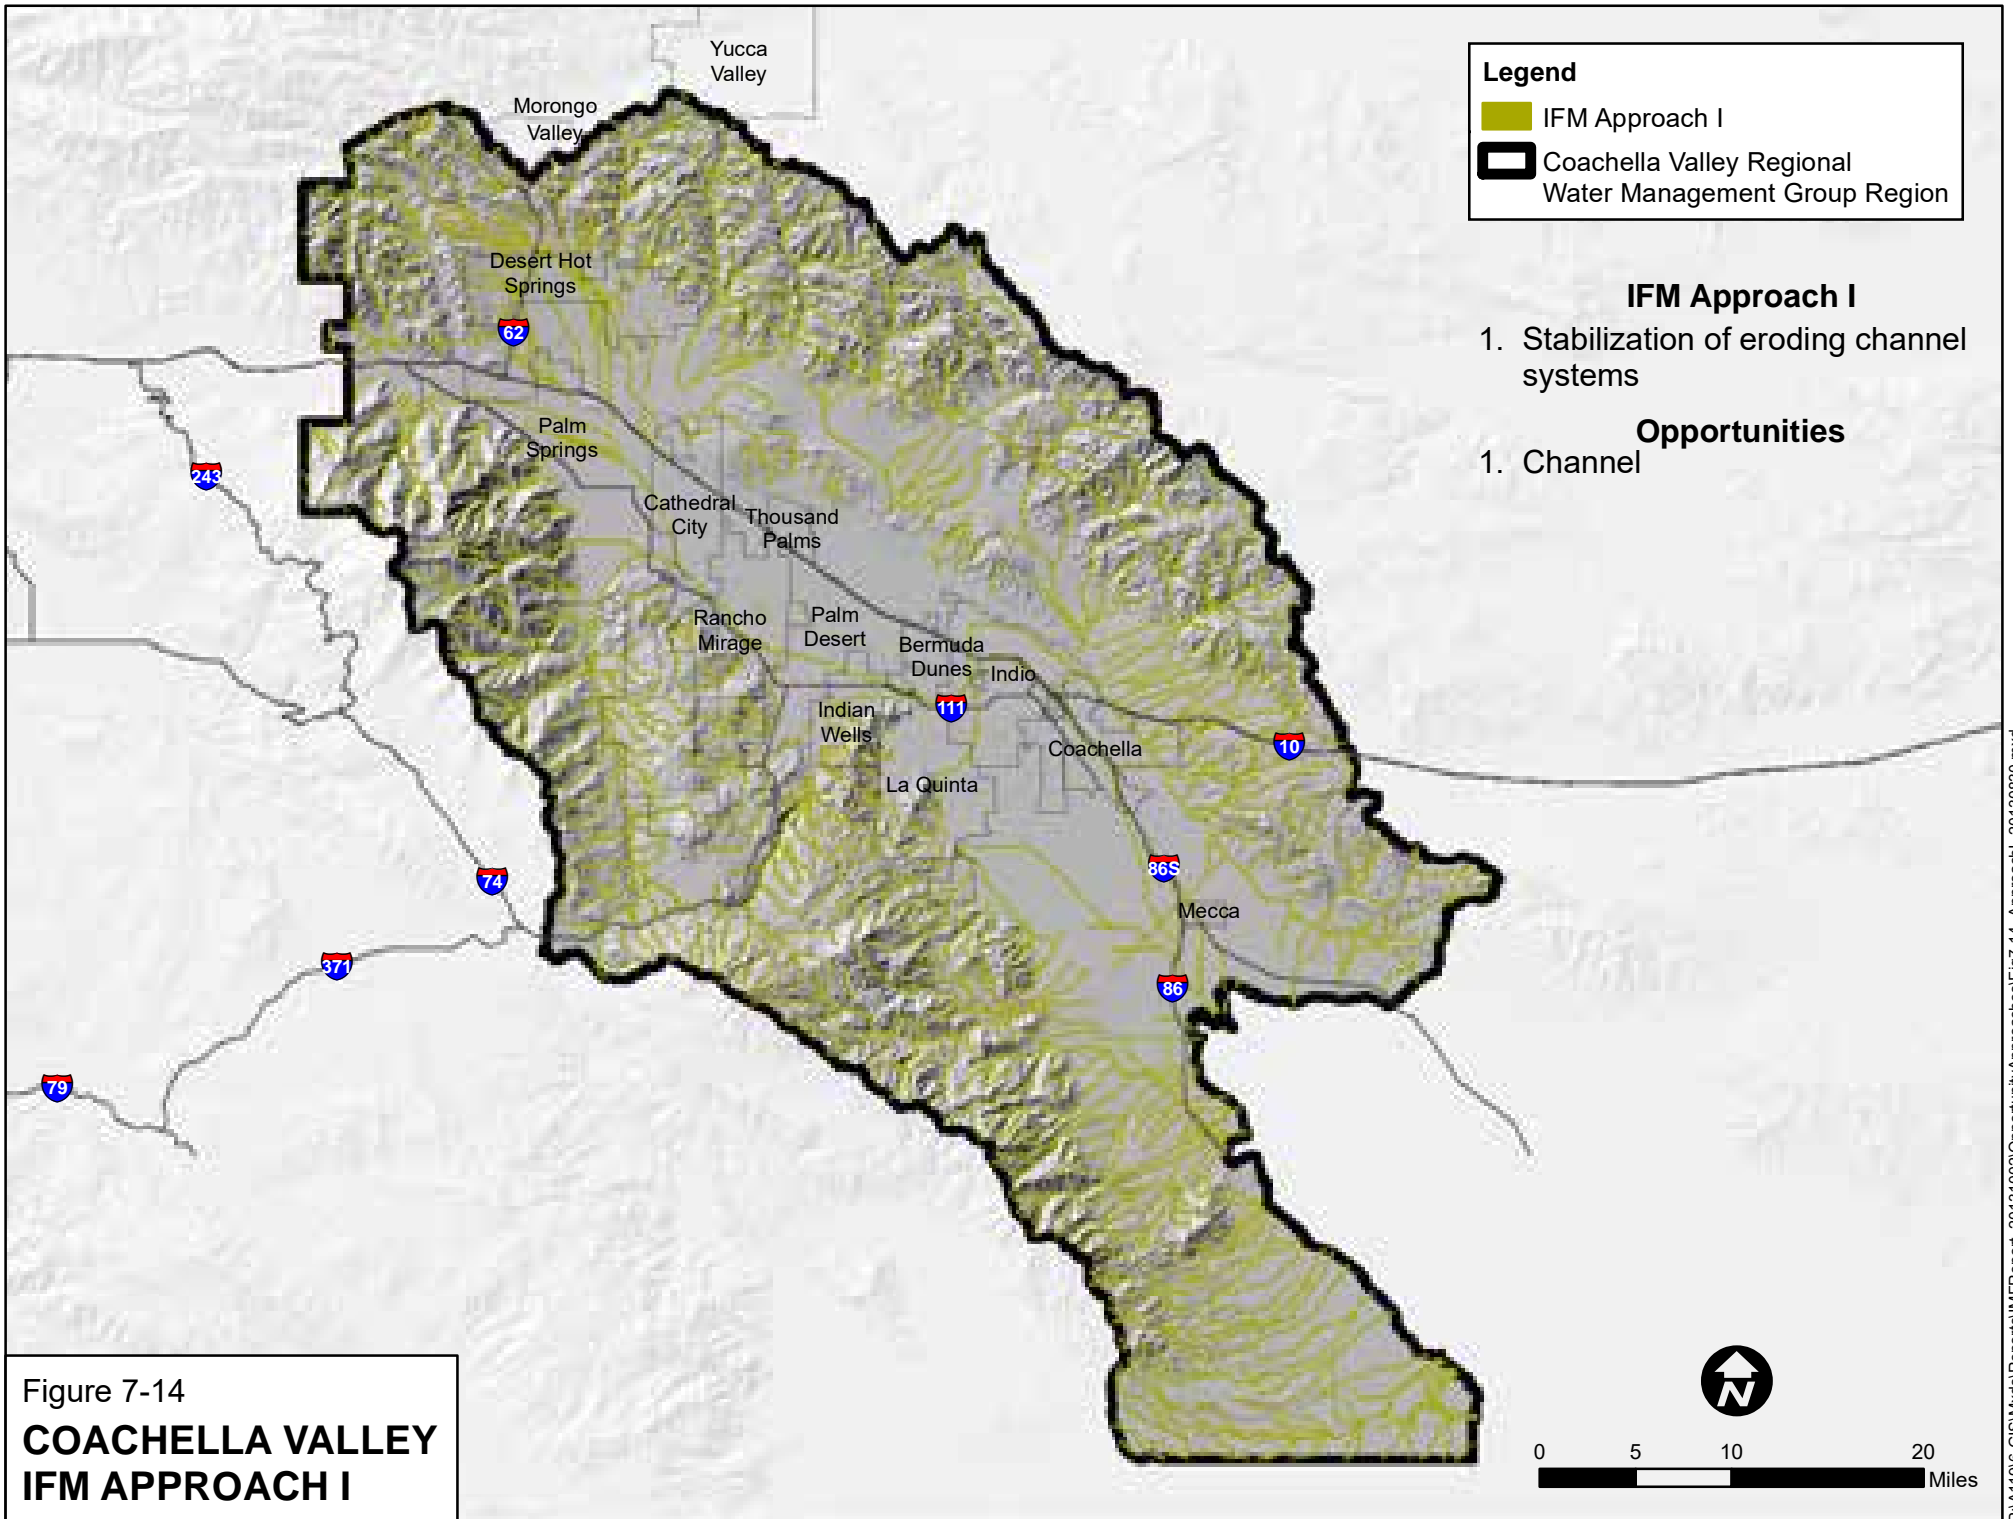 Yucca
Valley
Morongo
Valley
Legend
IFM Approach I
Coachella Valley Regional
Water Management Group Region
Desert Hot
Springs
IFM Approach I
1. Stabilization of eroding channel
systems
62
Opportunities
1. Channel
Palm
Springs
243
Cathedral
City
Thousand
Palms
Rancho
Mirage
Palm
Desert
Bermuda
Dunes
Indio
Indian
Wells
111
Coachella
10
La Quinta
86S
74
Mecca
371
86
79
Figure 7-14
COACHELLA VALLEY
IFM APPROACH I
N
0 5 10 20
Miles